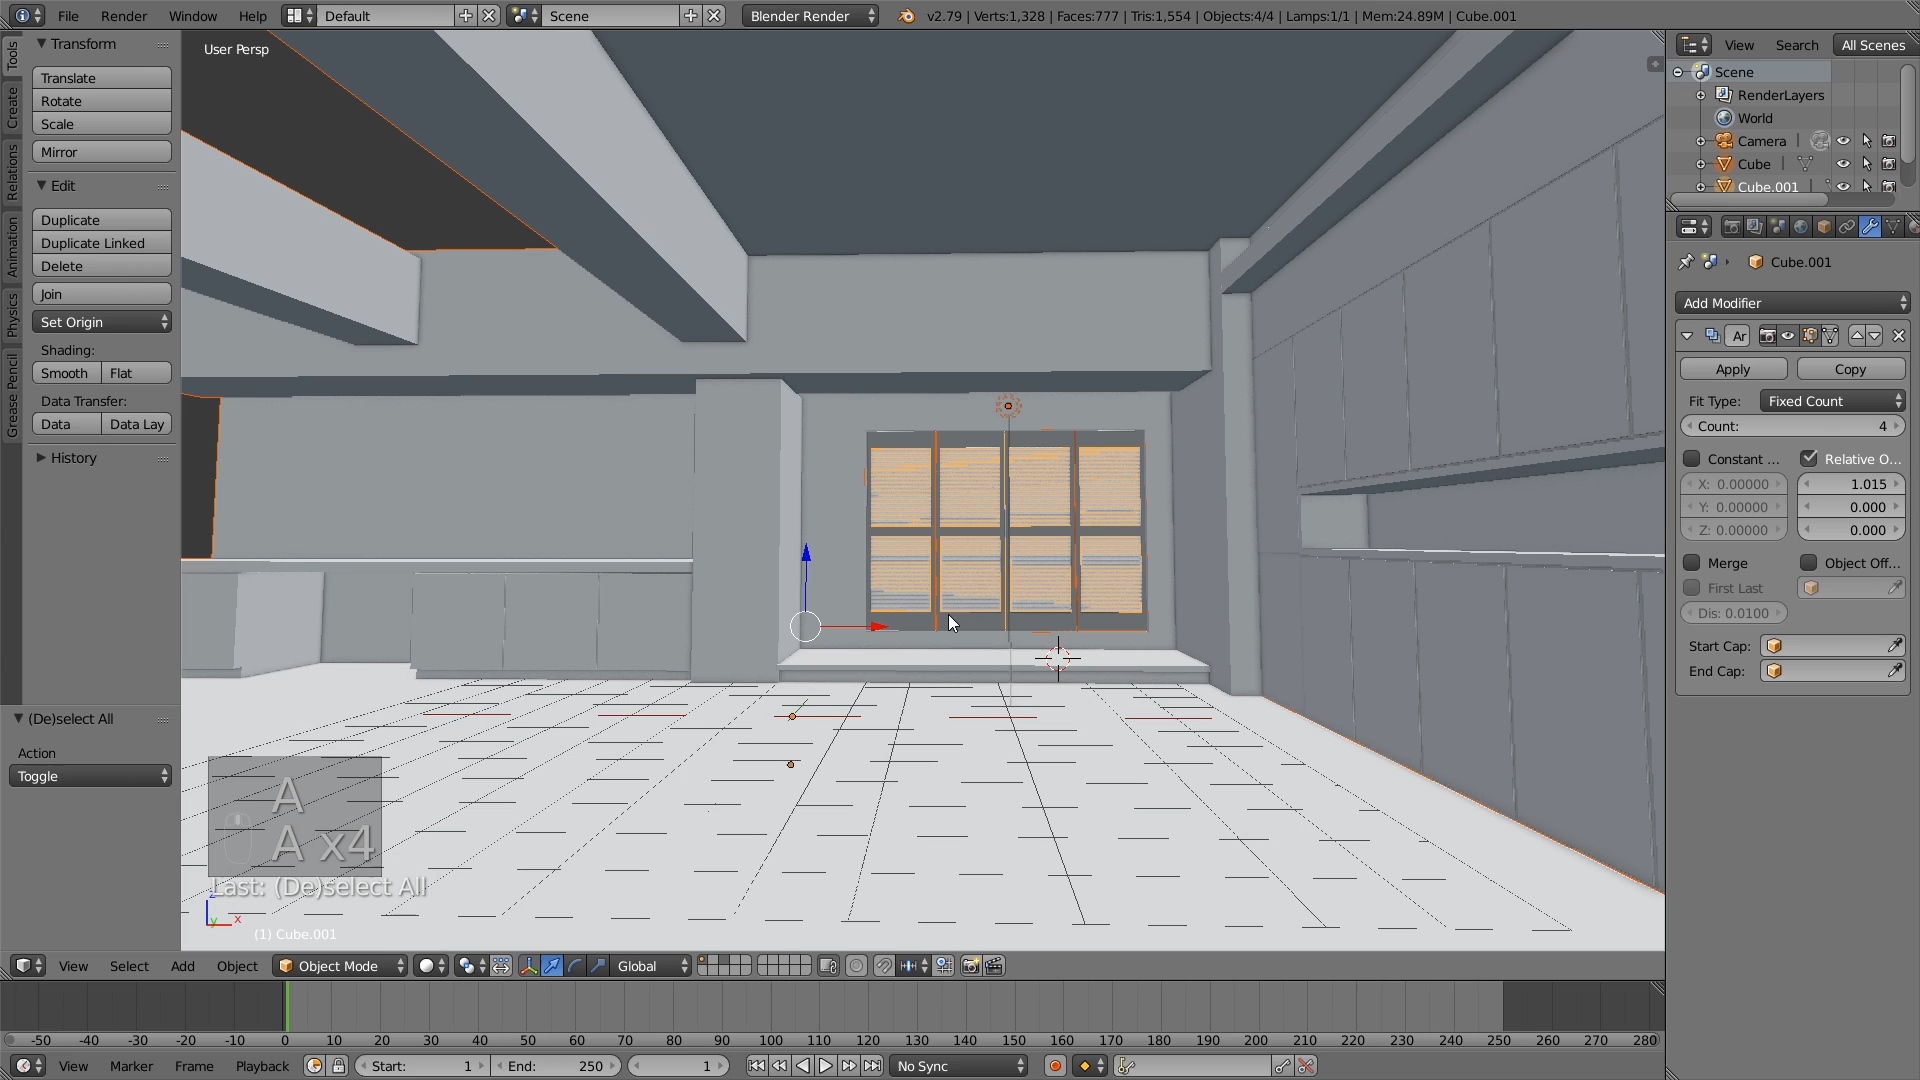 File Render Window Help Default Scene Blender Render v2.79 | Verts:1,328 | Faces:777 | Tris:1,554 | Objects:4/4 | Lamps:1/1 | Mem:24.89M | Cube.001
Tools
Create
Relations
Animation
Physics
Grease Pencil
Transform
Translate
Rotate
Scale
Mirror
Edit
Duplicate
Duplicate Linked
Delete
Join
Set Origin
Shading:
Smooth Flat
Data Transfer:
Data Data Lay
History
(De)select All
Action
Toggle
User Persp
A
A x4
Last: (De)select All
z
y x
(1) Cube.001
View Search All Scenes
Scene
RenderLayers
World
Camera
Cube
Cube.001
Cube.001
Add Modifier
Ar
Apply Copy
Fit Type: Fixed Count
Count: 4
Constant ... Relative O...
X: 0.00000 1.015
Y: 0.00000 0.000
Z: 0.00000 0.000
Merge Object Off...
First Last
Dis: 0.0100
Start Cap:
End Cap:
View Select Add Object Object Mode Global
-50 -40 -30 -20 -10 0 10 20 30 40 50 60 70 80 90 100 110 120 130 140 150 160 170 180 190 200 210 220 230 240 250 260 270 280
View Marker Frame Playback Start: 1 End: 250 1 No Sync